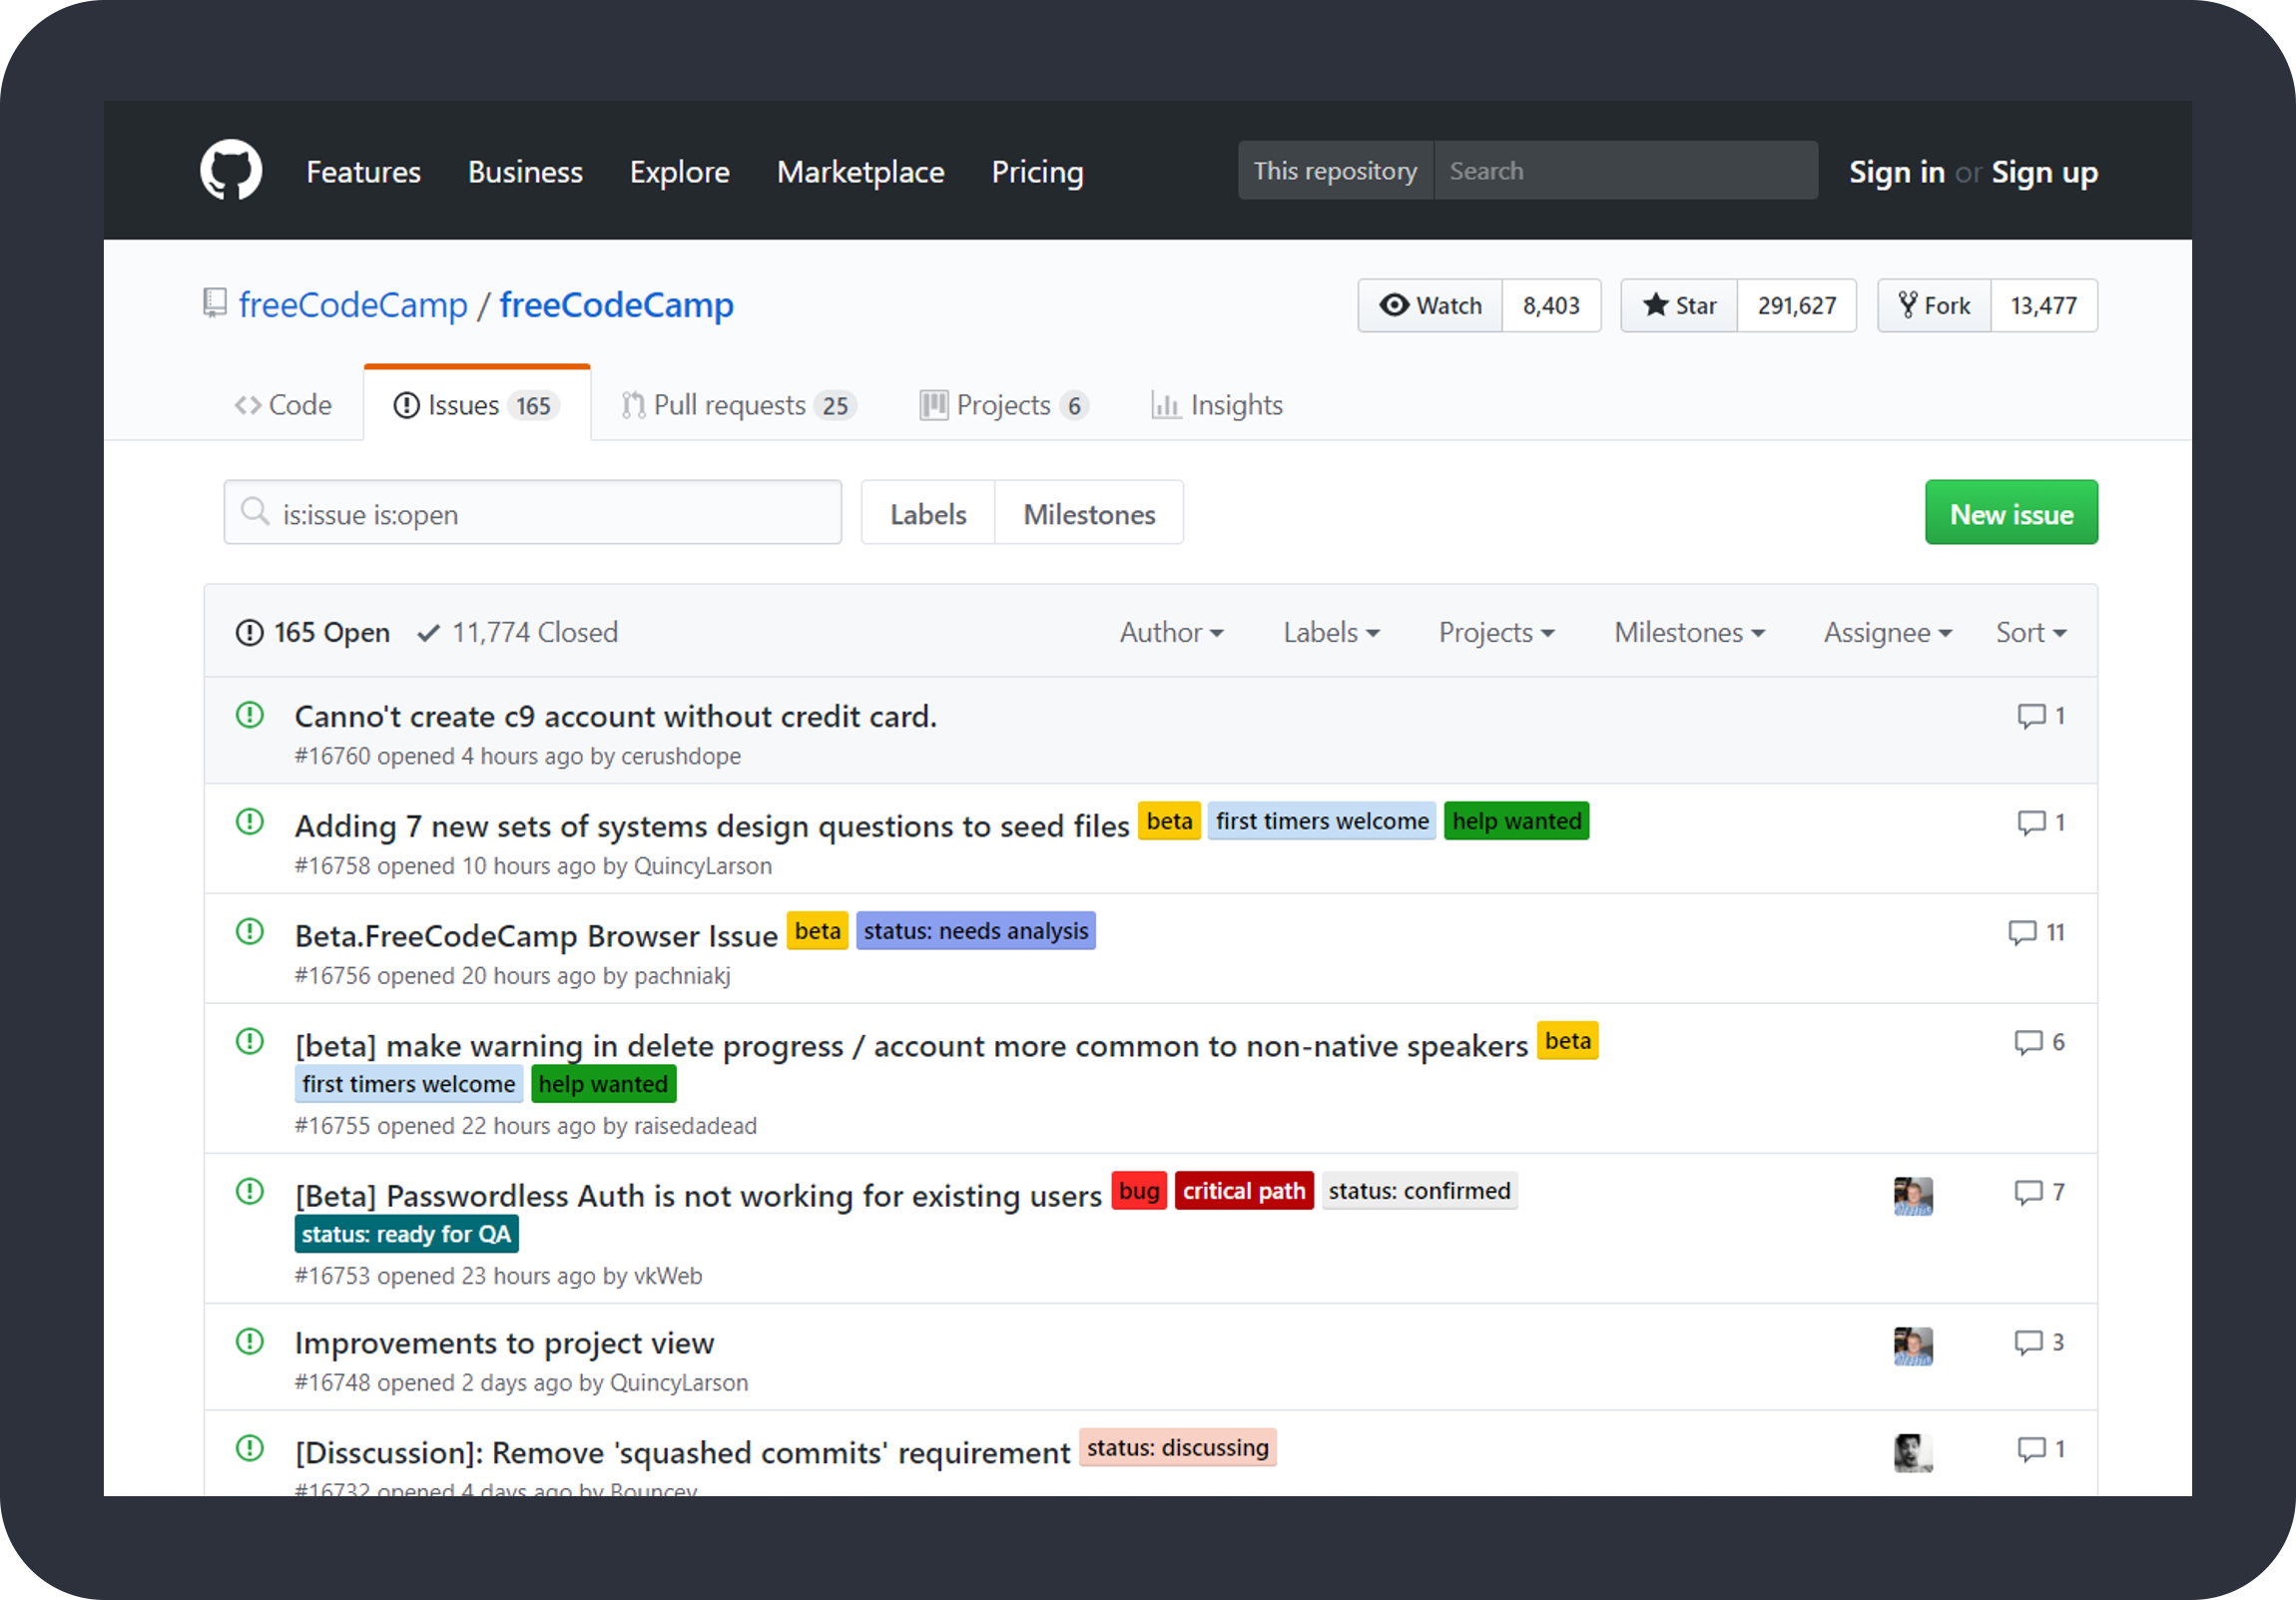 Features Business Explore Marketplace Pricing This repository Search Sign in or Sign up
freeCodeCamp / freeCodeCamp Watch 8,403 Star 291,627 Fork 13,477
Code Issues 165 Pull requests 25 Projects 6 Insights
is:issue is:open Labels Milestones New issue
165 Open 11,774 Closed Author Labels Projects Milestones Assignee Sort
Canno't create c9 account without credit card. 1
#16760 opened 4 hours ago by cerushdope
Adding 7 new sets of systems design questions to seed files beta first timers welcome help wanted 1
#16758 opened 10 hours ago by QuincyLarson
Beta.FreeCodeCamp Browser Issue beta status: needs analysis 11
#16756 opened 20 hours ago by pachniakj
[beta] make warning in delete progress / account more common to non-native speakers beta 6
first timers welcome help wanted
#16755 opened 22 hours ago by raisedadead
[Beta] Passwordless Auth is not working for existing users bug critical path status: confirmed 7
status: ready for QA
#16753 opened 23 hours ago by vkWeb
Improvements to project view 3
#16748 opened 2 days ago by QuincyLarson
[Disscussion]: Remove 'squashed commits' requirement status: discussing 1
#16732 opened 4 days ago by Bouncey